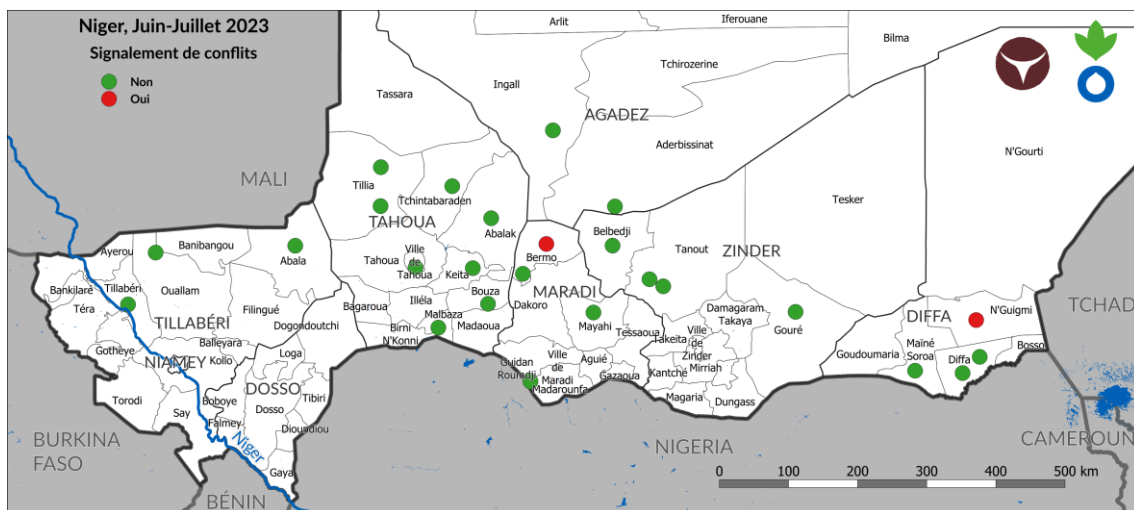 Niger, Juin-Juillet 2023
Signalement de conflits
Non
Oui
Arlit
Iferouane
Bilma
Ingall
Tchirozerine
Tassara
AGADEZ
Aderbissinat
N'Gourti
MALI
Tillia
Tchintabaraden
Tesker
TAHOUA
Abalak
Belbedji
Tanout
ZINDER
Ayerou
Banibangou
Abala
Tahoua
Ville
de
Tahoua
Keita
Bermo
Bankilaré
Tillabéri
Ouallam
Téra
Filingué
Bagaroua
Illéla
Bouza
Dakoro
MARADI
Damagaram
Takaya
Gouré
N'Guigmi
TCHAD
DIFFA
TILLABÉRI
Dogondoutchi
Birni
N'Konni
Malbaza
Madaoua
Mayahi
Tessaoua
Takeita
Ville
de
Zinder
Mirriah
Goudoumaria
Maïné
Soroa
Diffa
Bosso
Gotheye
NIAMEY
Balleyara
Kollo
Loga
Guidan
Roumdji
Ville
de
Maradi
Madarounfa
Aguié
Gazaoua
Kantché
Magaria
Dungass
Torodi
Say
Boboye
DOSSO
Dosso
Tibiri
Falmey
Dioundiou
Gaya
Niger
BURKINA
FASO
BÉNIN
NIGERIA
CAMEROUN
0 100 200 300 400 500 km